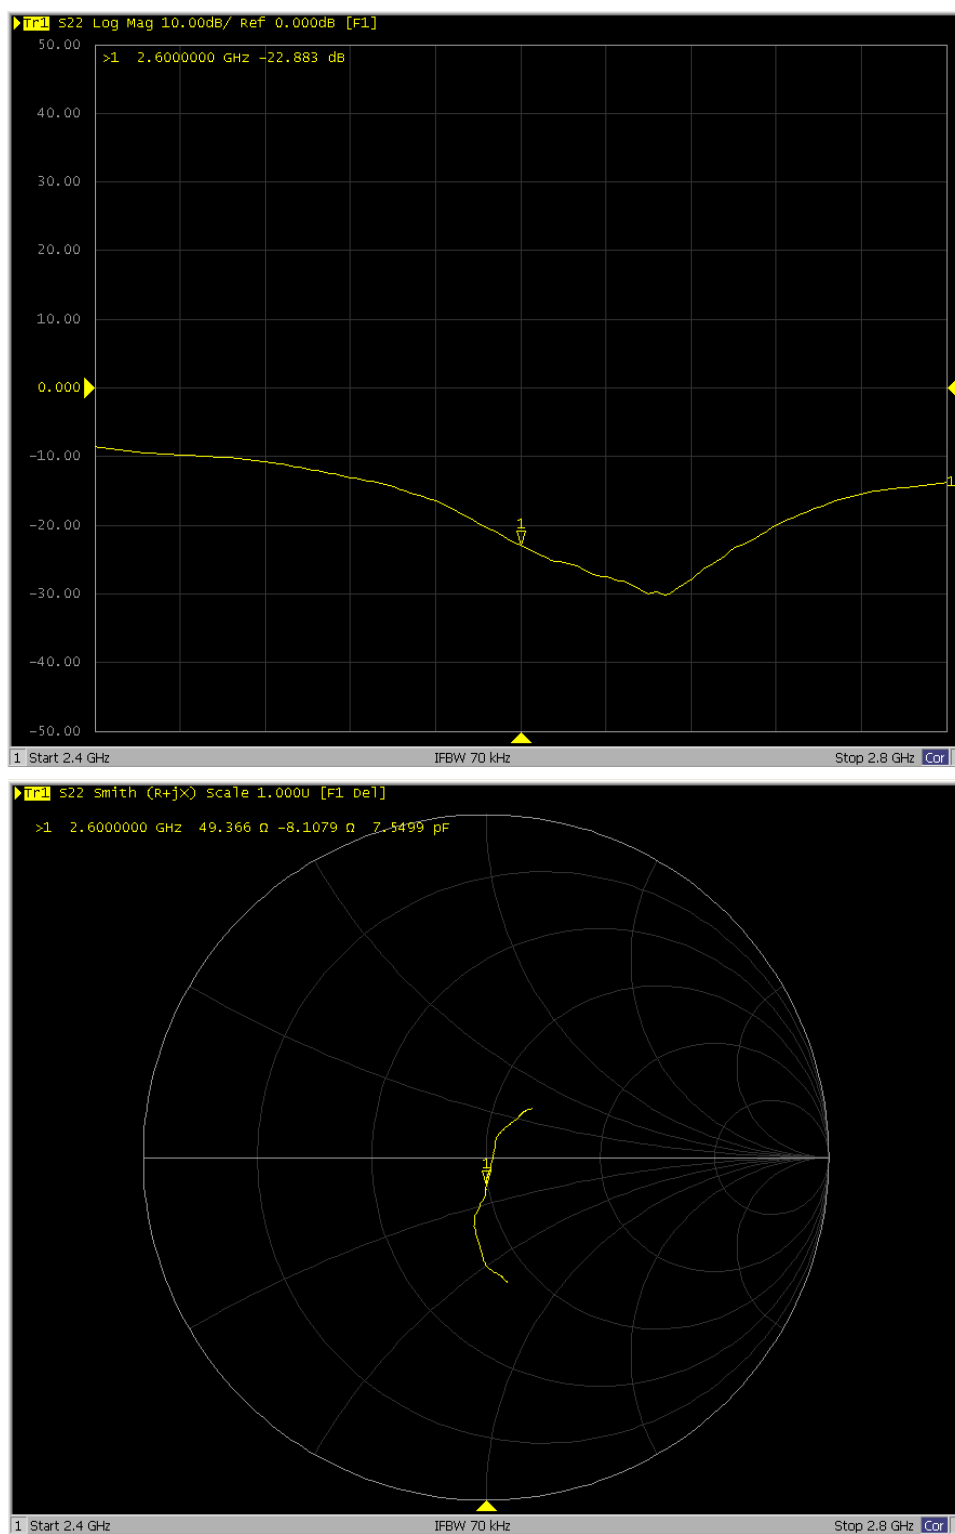 Tr1 S22 Log Mag 10.00dB/ Ref 0.000dB [F1]
50.00
>1 2.6000000 GHz -22.883 dB
40.00
30.00
20.00
10.00
0.000
-10.00
1
1
-20.00
-30.00
-40.00
-50.00
1 Start 2.4 GHz IFBW 70 kHz Stop 2.8 GHz Cor
Tr1 S22 Smith (R+jX) Scale 1.000U [F1 Del]
>1 2.6000000 GHz 49.366 Ω -8.1079 Ω 7.5499 pF
1
1 Start 2.4 GHz IFBW 70 kHz Stop 2.8 GHz Cor